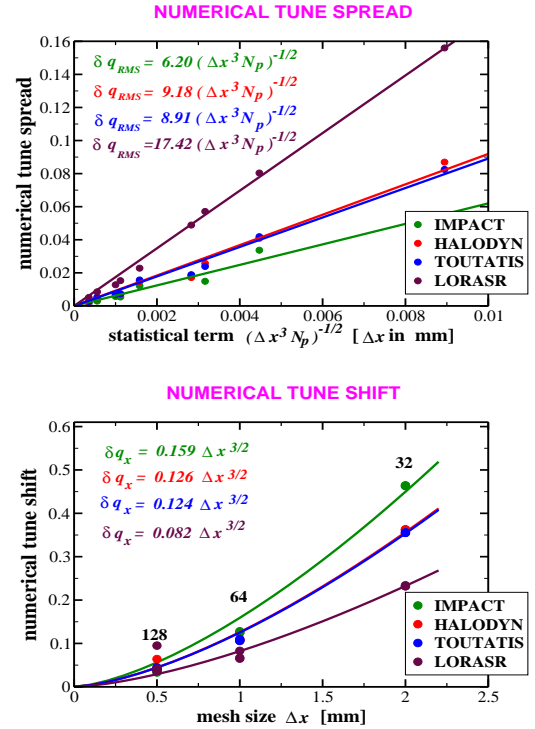 NUMERICAL TUNE SPREAD
0.16
0.14
0.12
0.1
0.08
0.06
0.04
0.02
0
numerical tune spread
δ q_RMS = 6.20 (Δx^3 N_p)^-1/2
δ q_RMS = 9.18 (Δx^3 N_p)^-1/2
δ q_RMS = 8.91 (Δx^3 N_p)^-1/2
δ q_RMS = 17.42 (Δx^3 N_p)^-1/2
IMPACT
HALODYN
TOUTATIS
LORASR
0 0.002 0.004 0.006 0.008 0.01
statistical term (Δx^3 N_p)^-1/2 [ Δx in mm]
NUMERICAL TUNE SHIFT
0.6
0.5
0.4
0.3
0.2
0.1
0
numerical tune shift
δ q_x = 0.159 Δx^3/2
δ q_x = 0.126 Δx^3/2
δ q_x = 0.124 Δx^3/2
δ q_x = 0.082 Δx^3/2
32
64
128
IMPACT
HALODYN
TOUTATIS
LORASR
0 0.5 1 1.5 2 2.5
mesh size Δx [mm]